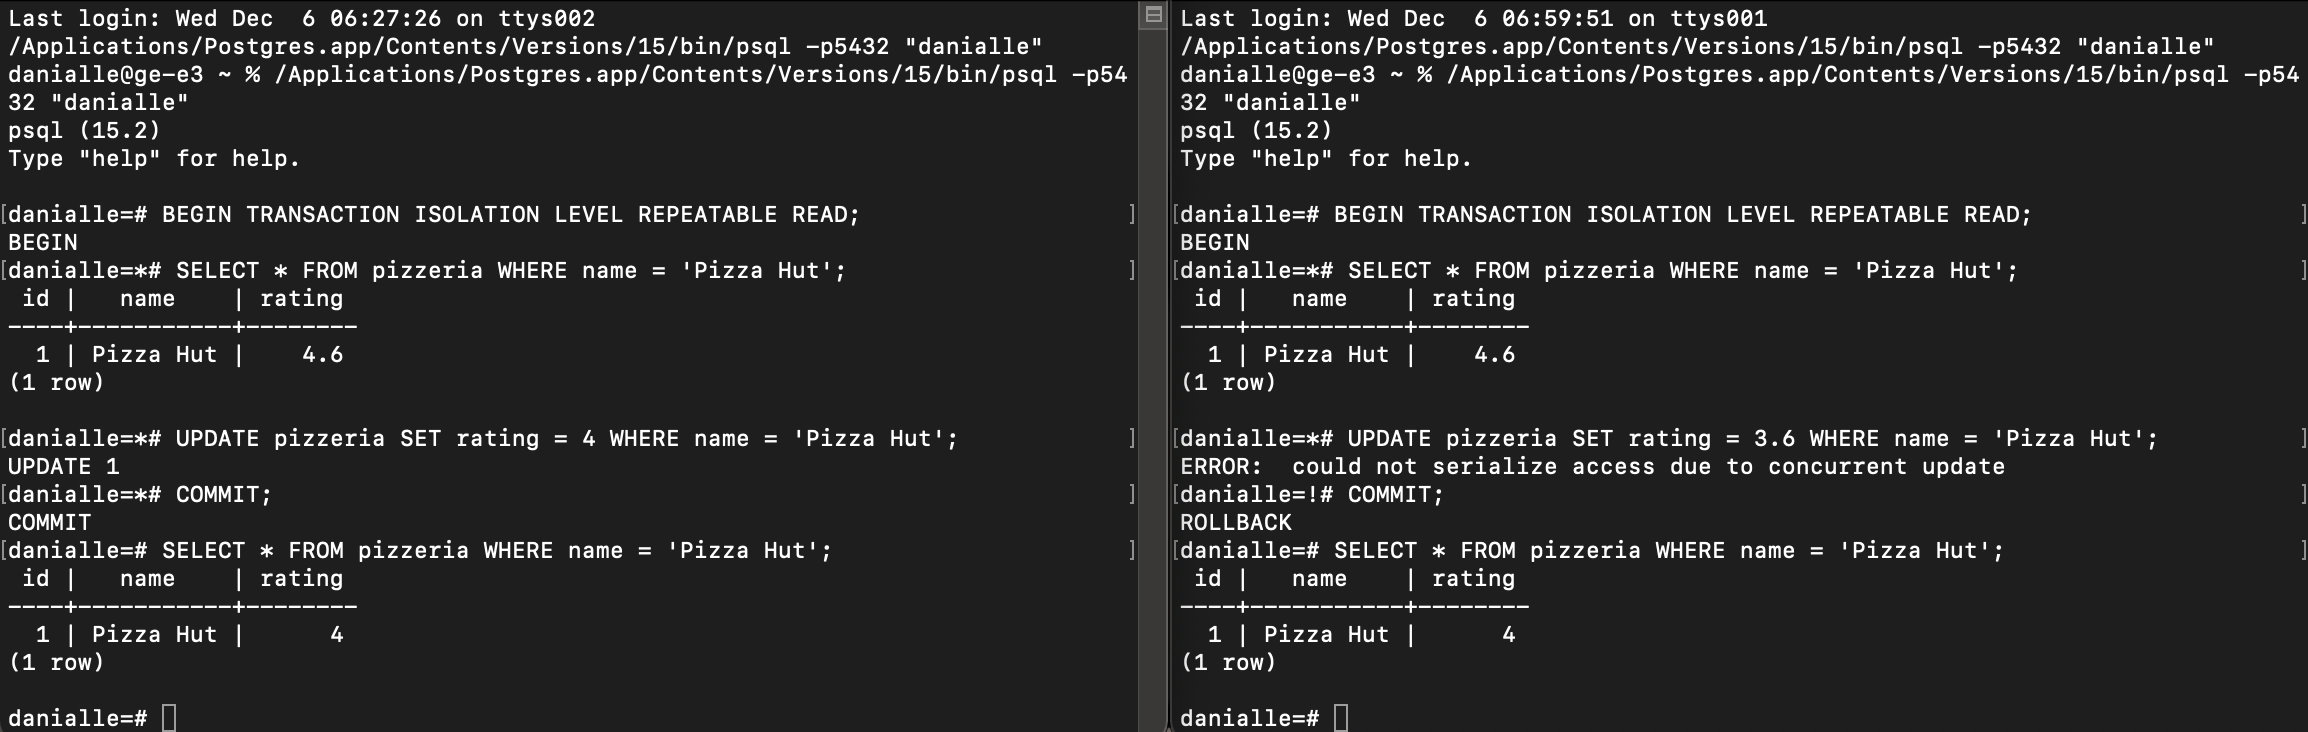 Last login: Wed Dec  6 06:27:26 on ttys002
/Applications/Postgres.app/Contents/Versions/15/bin/psql -p5432 "danialle"
danialle@ge-e3 ~ % /Applications/Postgres.app/Contents/Versions/15/bin/psql -p54
32 "danialle"
psql (15.2)
Type "help" for help.

[danialle=# BEGIN TRANSACTION ISOLATION LEVEL REPEATABLE READ;                   ]
BEGIN
[danialle=*# SELECT * FROM pizzeria WHERE name = 'Pizza Hut';                    ]
 id |   name    | rating
----+-----------+--------
  1 | Pizza Hut |    4.6
(1 row)

[danialle=*# UPDATE pizzeria SET rating = 4 WHERE name = 'Pizza Hut';            ]
UPDATE 1
[danialle=*# COMMIT;                                                             ]
COMMIT
[danialle=# SELECT * FROM pizzeria WHERE name = 'Pizza Hut';                     ]
 id |   name    | rating
----+-----------+--------
  1 | Pizza Hut |      4
(1 row)

danialle=#
Last login: Wed Dec  6 06:59:51 on ttys001
/Applications/Postgres.app/Contents/Versions/15/bin/psql -p5432 "danialle"
danialle@ge-e3 ~ % /Applications/Postgres.app/Contents/Versions/15/bin/psql -p54
32 "danialle"
psql (15.2)
Type "help" for help.

[danialle=# BEGIN TRANSACTION ISOLATION LEVEL REPEATABLE READ;                   ]
BEGIN
[danialle=*# SELECT * FROM pizzeria WHERE name = 'Pizza Hut';                    ]
 id |   name    | rating
----+-----------+--------
  1 | Pizza Hut |    4.6
(1 row)

[danialle=*# UPDATE pizzeria SET rating = 3.6 WHERE name = 'Pizza Hut';          ]
ERROR:  could not serialize access due to concurrent update
[danialle=!# COMMIT;                                                             ]
ROLLBACK
[danialle=# SELECT * FROM pizzeria WHERE name = 'Pizza Hut';                     ]
 id |   name    | rating
----+-----------+--------
  1 | Pizza Hut |      4
(1 row)

danialle=#